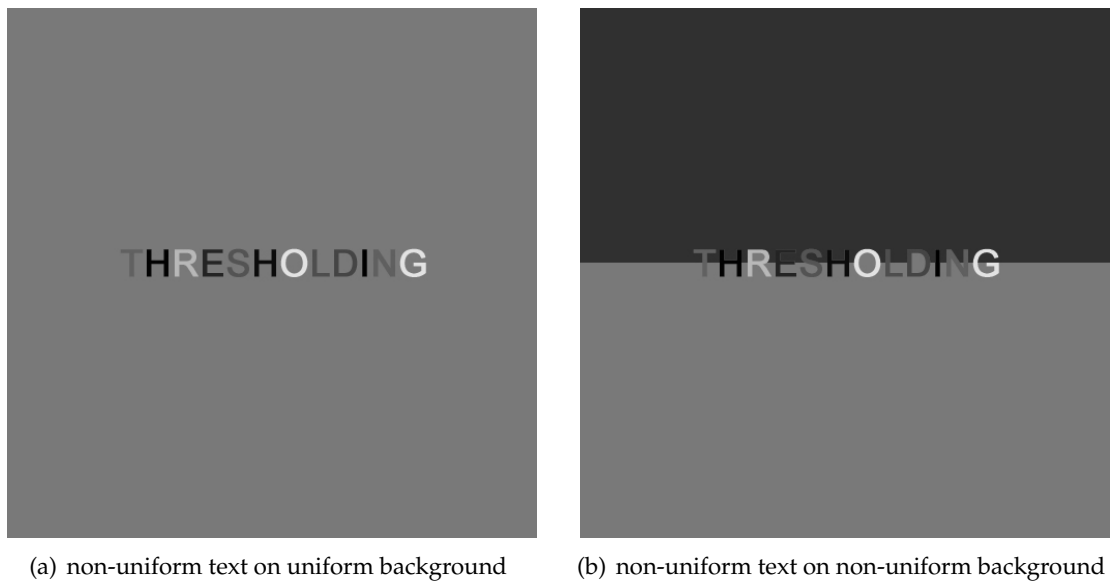 THRESHOLDING
THRESHOLDING
(a) non-uniform text on uniform background
(b) non-uniform text on non-uniform background